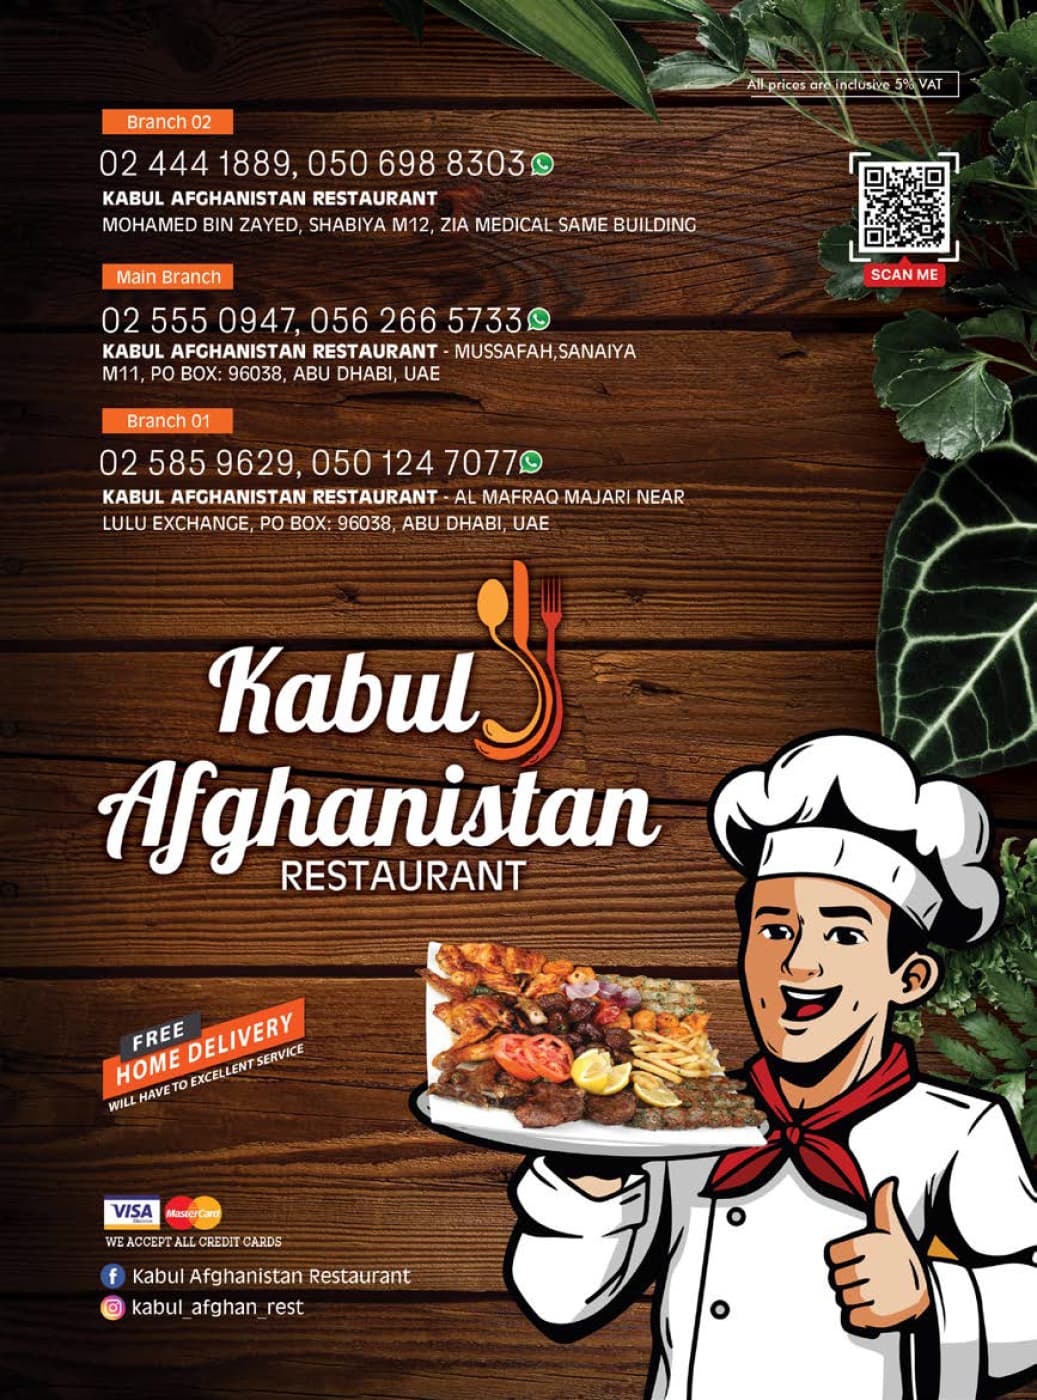 All prices are inclusive 5% VAT
Branch 02
02 444 1889, 050 698 8303
KABUL AFGHANISTAN RESTAURANT
MOHAMED BIN ZAYED, SHABIYA M12, ZIA MEDICAL SAME BUILDING
SCAN ME
Main Branch
02 555 0947, 056 266 5733
KABUL AFGHANISTAN RESTAURANT - MUSSAFAH,SANAIYA
M11, PO BOX: 96038, ABU DHABI, UAE
Branch 01
02 585 9629, 050 124 7077
KABUL AFGHANISTAN RESTAURANT - AL MAFRAQ MAJARI NEAR
LULU EXCHANGE, PO BOX: 96038, ABU DHABI, UAE
Kabul
Afghanistan
RESTAURANT
FREE
HOME DELIVERY
WILL HAVE TO EXCELLENT SERVICE
VISA
MasterCard
WE ACCEPT ALL CREDIT CARDS
Kabul Afghanistan Restaurant
kabul_afghan_rest